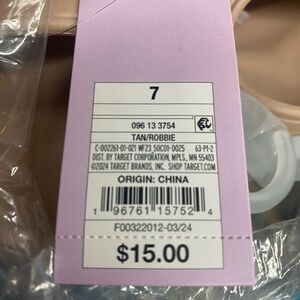 7
096 13 3754
TAN/ROBBIE
C-002261-01-021 WF23_50C01-0025 63-P1-2
DIST. BY TARGET CORPORATION, MPLS., MN 55403
©2024 TARGET BRANDS, INC. SHOP TARGET.COM
ORIGIN: CHINA
1 96761 15752 4
F00322012-03/24
$15.00